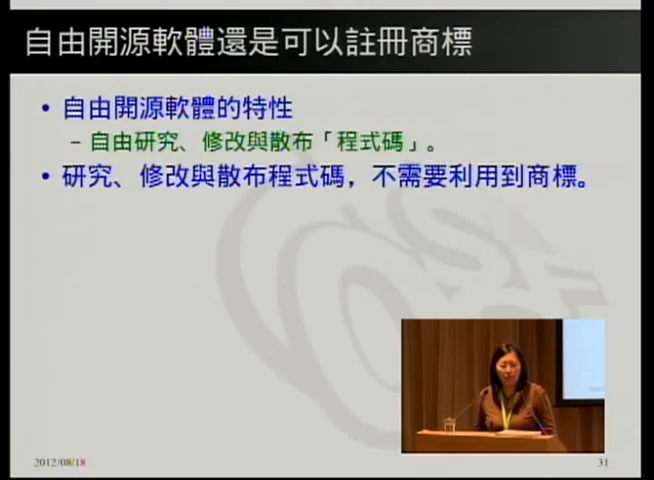 自由開源軟體還是可以註冊商標
• 自由開源軟體的特性
– 自由研究、修改與散布「程式碼」。
• 研究、修改與散布程式碼，不需要利用到商標。
2012/08/18
31